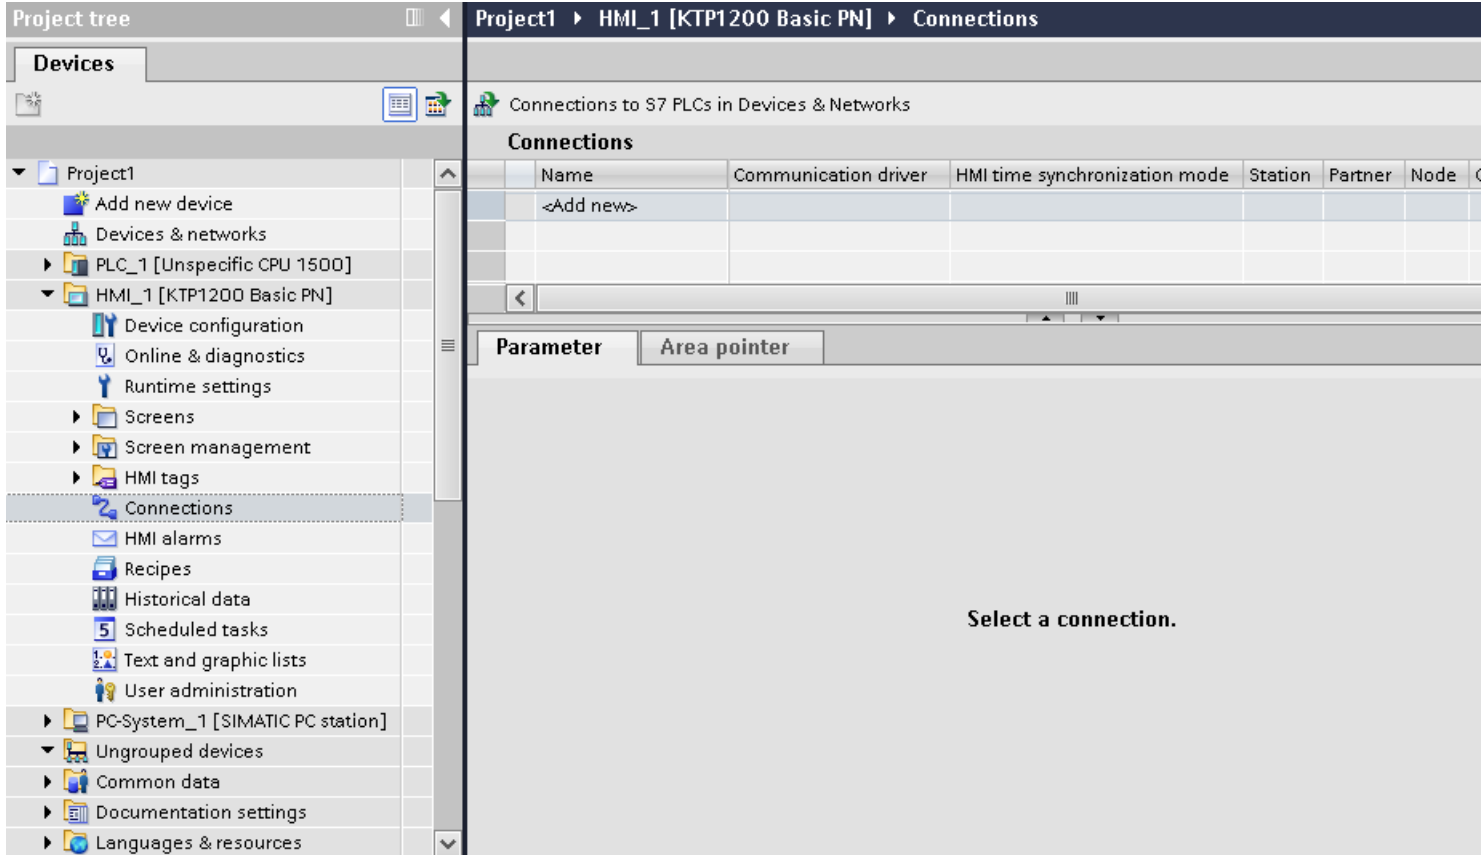 Project tree
Devices
Project1
Add new device
Devices & networks
PLC_1 [Unspecific CPU 1500]
HMI_1 [KTP1200 Basic PN]
Device configuration
Online & diagnostics
Runtime settings
Screens
Screen management
HMI tags
Connections
HMI alarms
Recipes
Historical data
Scheduled tasks
Text and graphic lists
User administration
PC-System_1 [SIMATIC PC station]
Ungrouped devices
Common data
Documentation settings
Languages & resources
Project1 HMI_1 [KTP1200 Basic PN] Connections
Connections to S7 PLCs in Devices & Networks
Connections
Name Communication driver HMI time synchronization mode Station Partner Node
<Add new>
Parameter Area pointer
Select a connection.